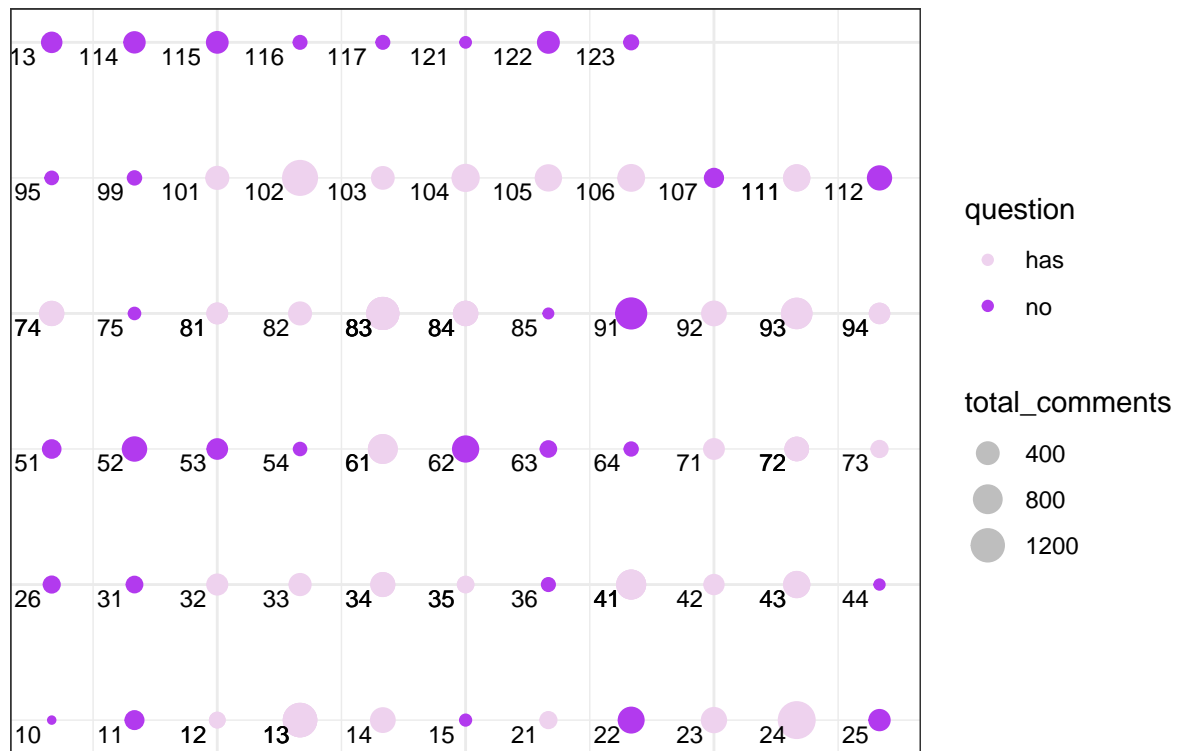 13 114 115 116 117 121 122 123
95 99 101 102 103 104 105 106 107 111 112
74 75 81 82 83 84 85 91 92 93 94
51 52 53 54 61 62 63 64 71 72 73
26 31 32 33 34 35 36 41 42 43 44
10 11 12 13 14 15 21 22 23 24 25
question
has
no
total_comments
400
800
1200